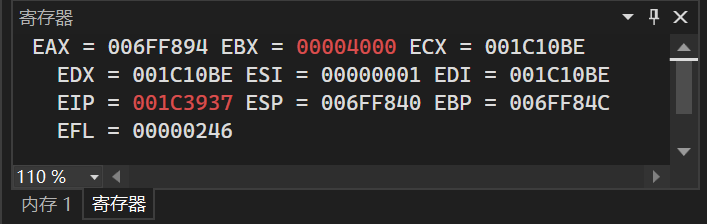 寄存器
EAX = 006FF894 EBX = 00004000 ECX = 001C10BE
EDX = 001C10BE ESI = 00000001 EDI = 001C10BE
EIP = 001C3937 ESP = 006FF840 EBP = 006FF84C
EFL = 00000246
110 %
内存 1 寄存器